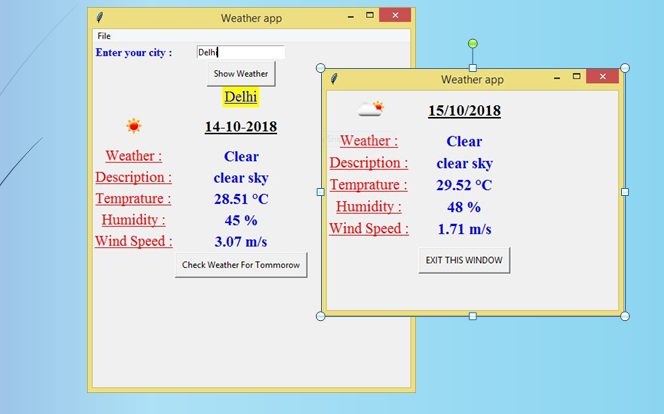 Weather app
File
Enter your city : Delhi
Show Weather
Delhi
14-10-2018
Weather : Clear
Description : clear sky
Temprature : 28.51 °C
Humidity : 45 %
Wind Speed : 3.07 m/s
Check Weather For Tommorow
Weather app
15/10/2018
Weather : Clear
Description : clear sky
Temprature : 29.52 °C
Humidity : 48 %
Wind Speed : 1.71 m/s
EXIT THIS WINDOW